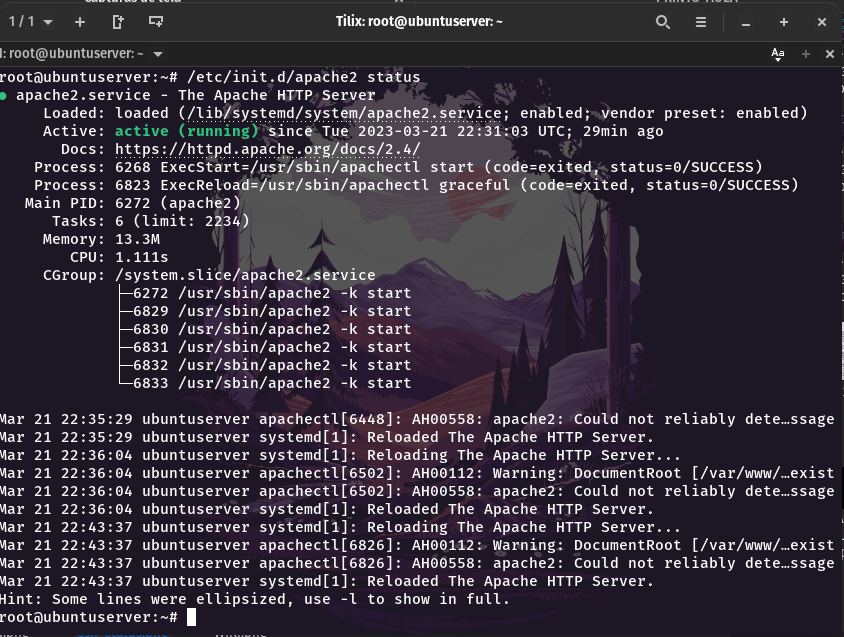 1 / 1
Tilix: root@ubuntuserver: ~
: root@ubuntuserver: ~
Aa
root@ubuntuserver:~# /etc/init.d/apache2 status
● apache2.service - The Apache HTTP Server
Loaded: loaded (/lib/systemd/system/apache2.service; enabled; vendor preset: enabled)
Active: active (running) since Tue 2023-03-21 22:31:03 UTC; 29min ago
Docs: https://httpd.apache.org/docs/2.4/
Process: 6268 ExecStart=/usr/sbin/apachectl start (code=exited, status=0/SUCCESS)
Process: 6823 ExecReload=/usr/sbin/apachectl graceful (code=exited, status=0/SUCCESS)
Main PID: 6272 (apache2)
Tasks: 6 (limit: 2234)
Memory: 13.3M
CPU: 1.111s
CGroup: /system.slice/apache2.service
├─6272 /usr/sbin/apache2 -k start
├─6829 /usr/sbin/apache2 -k start
├─6830 /usr/sbin/apache2 -k start
├─6831 /usr/sbin/apache2 -k start
├─6832 /usr/sbin/apache2 -k start
└─6833 /usr/sbin/apache2 -k start
Mar 21 22:35:29 ubuntuserver apachectl[6448]: AH00558: apache2: Could not reliably dete…ssage
Mar 21 22:35:29 ubuntuserver systemd[1]: Reloaded The Apache HTTP Server.
Mar 21 22:36:04 ubuntuserver systemd[1]: Reloading The Apache HTTP Server...
Mar 21 22:36:04 ubuntuserver apachectl[6502]: AH00112: Warning: DocumentRoot [/var/www/…exist
Mar 21 22:36:04 ubuntuserver apachectl[6502]: AH00558: apache2: Could not reliably dete…ssage
Mar 21 22:36:04 ubuntuserver systemd[1]: Reloaded The Apache HTTP Server.
Mar 21 22:43:37 ubuntuserver systemd[1]: Reloading The Apache HTTP Server...
Mar 21 22:43:37 ubuntuserver apachectl[6826]: AH00112: Warning: DocumentRoot [/var/www/…exist
Mar 21 22:43:37 ubuntuserver apachectl[6826]: AH00558: apache2: Could not reliably dete…ssage
Mar 21 22:43:37 ubuntuserver systemd[1]: Reloaded The Apache HTTP Server.
Hint: Some lines were ellipsized, use -l to show in full.
root@ubuntuserver:~#